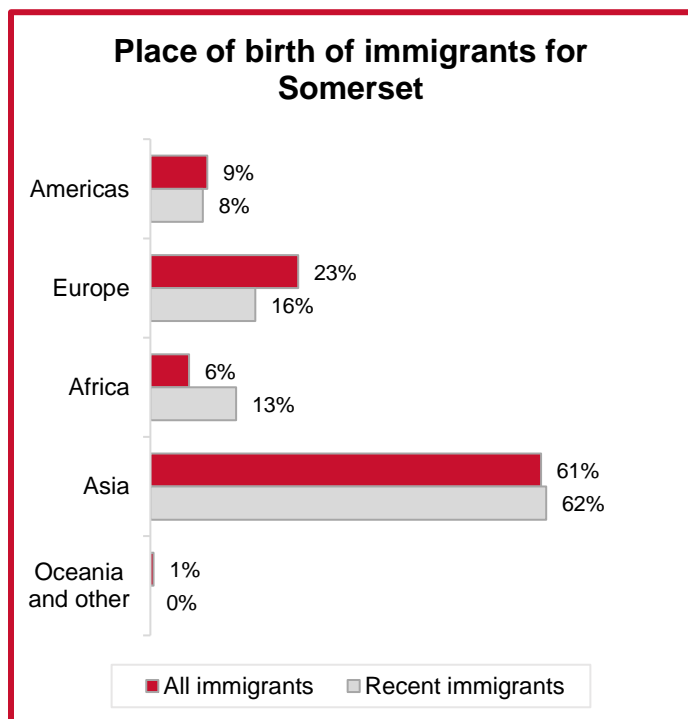 Place of birth of immigrants for
Somerset
Americas
9%
8%
Europe
23%
16%
Africa
6%
13%
Asia
61%
62%
Oceania
and other
1%
0%
All immigrants
Recent immigrants